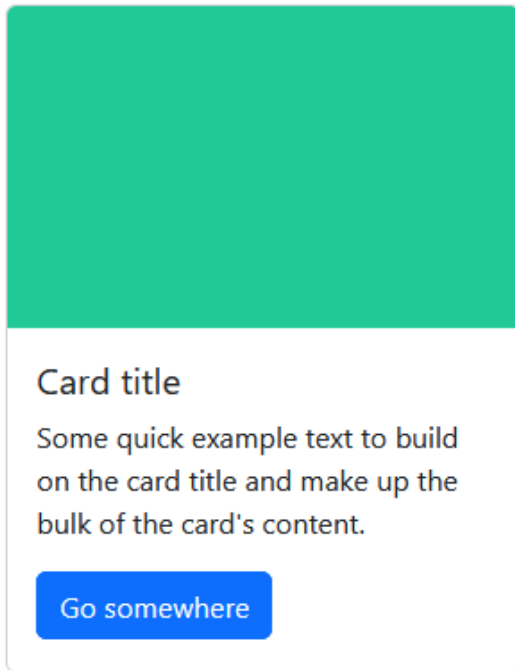 Card title
Some quick example text to build
on the card title and make up the
bulk of the card's content.
Go somewhere